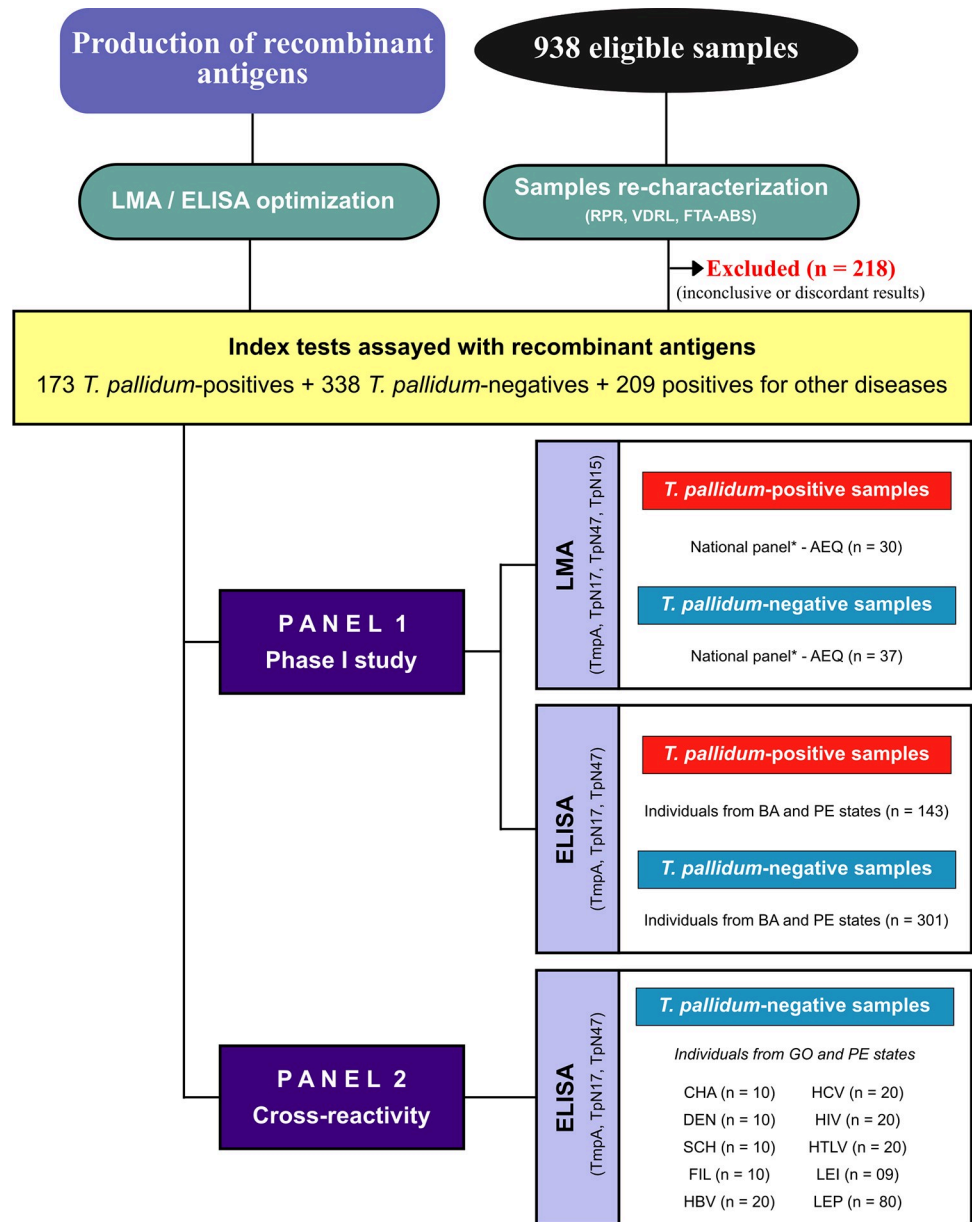 Production of recombinant
antigens
938 eligible samples
LMA / ELISA optimization
Samples re-characterization
(RPR, VDRL, FTA-ABS)
Excluded (n = 218)
(inconclusive or discordant results)
Index tests assayed with recombinant antigens
173 T. pallidum-positives + 338 T. pallidum-negatives + 209 positives for other diseases
PANEL 1
Phase I study
LMA
(TmpA, TpN17, TpN47, TpN15)
T. pallidum-positive samples
National panel* - AEQ (n = 30)
T. pallidum-negative samples
National panel* - AEQ (n = 37)
ELISA
(TmpA, TpN17, TpN47)
T. pallidum-positive samples
Individuals from BA and PE states (n = 143)
T. pallidum-negative samples
Individuals from BA and PE states (n = 301)
PANEL 2
Cross-reactivity
ELISA
(TmpA, TpN17, TpN47)
T. pallidum-negative samples
Individuals from GO and PE states
CHA (n = 10) HCV (n = 20)
DEN (n = 10) HIV (n = 20)
SCH (n = 10) HTLV (n = 20)
FIL (n = 10) LEI (n = 09)
HBV (n = 20) LEP (n = 80)